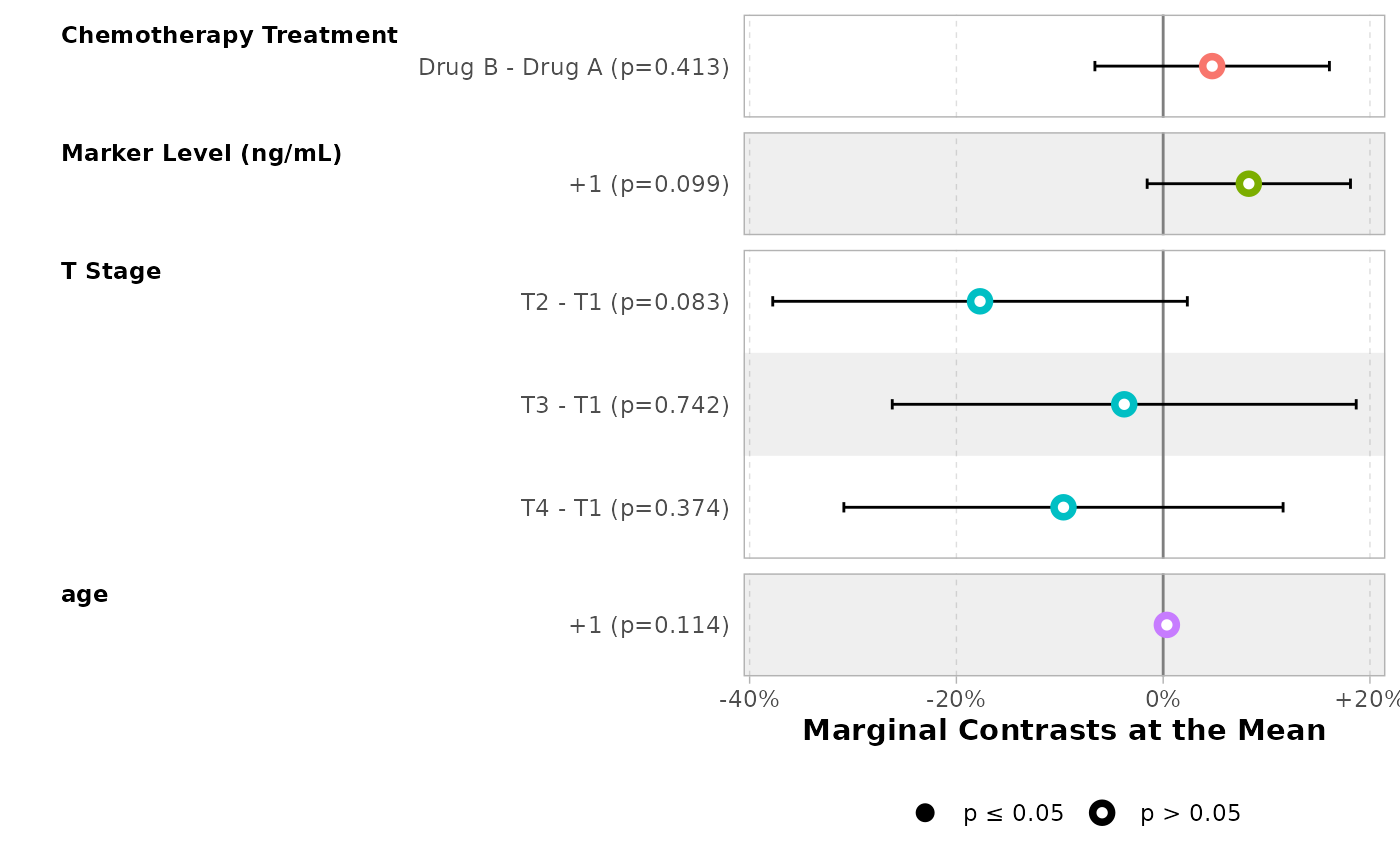 Chemotherapy Treatment
Drug B - Drug A (p=0.413)
Marker Level (ng/mL)
+1 (p=0.099)
T Stage
T2 - T1 (p=0.083)
T3 - T1 (p=0.742)
T4 - T1 (p=0.374)
age
+1 (p=0.114)
-40% -20% 0% +20%
Marginal Contrasts at the Mean
p ≤ 0.05 p > 0.05